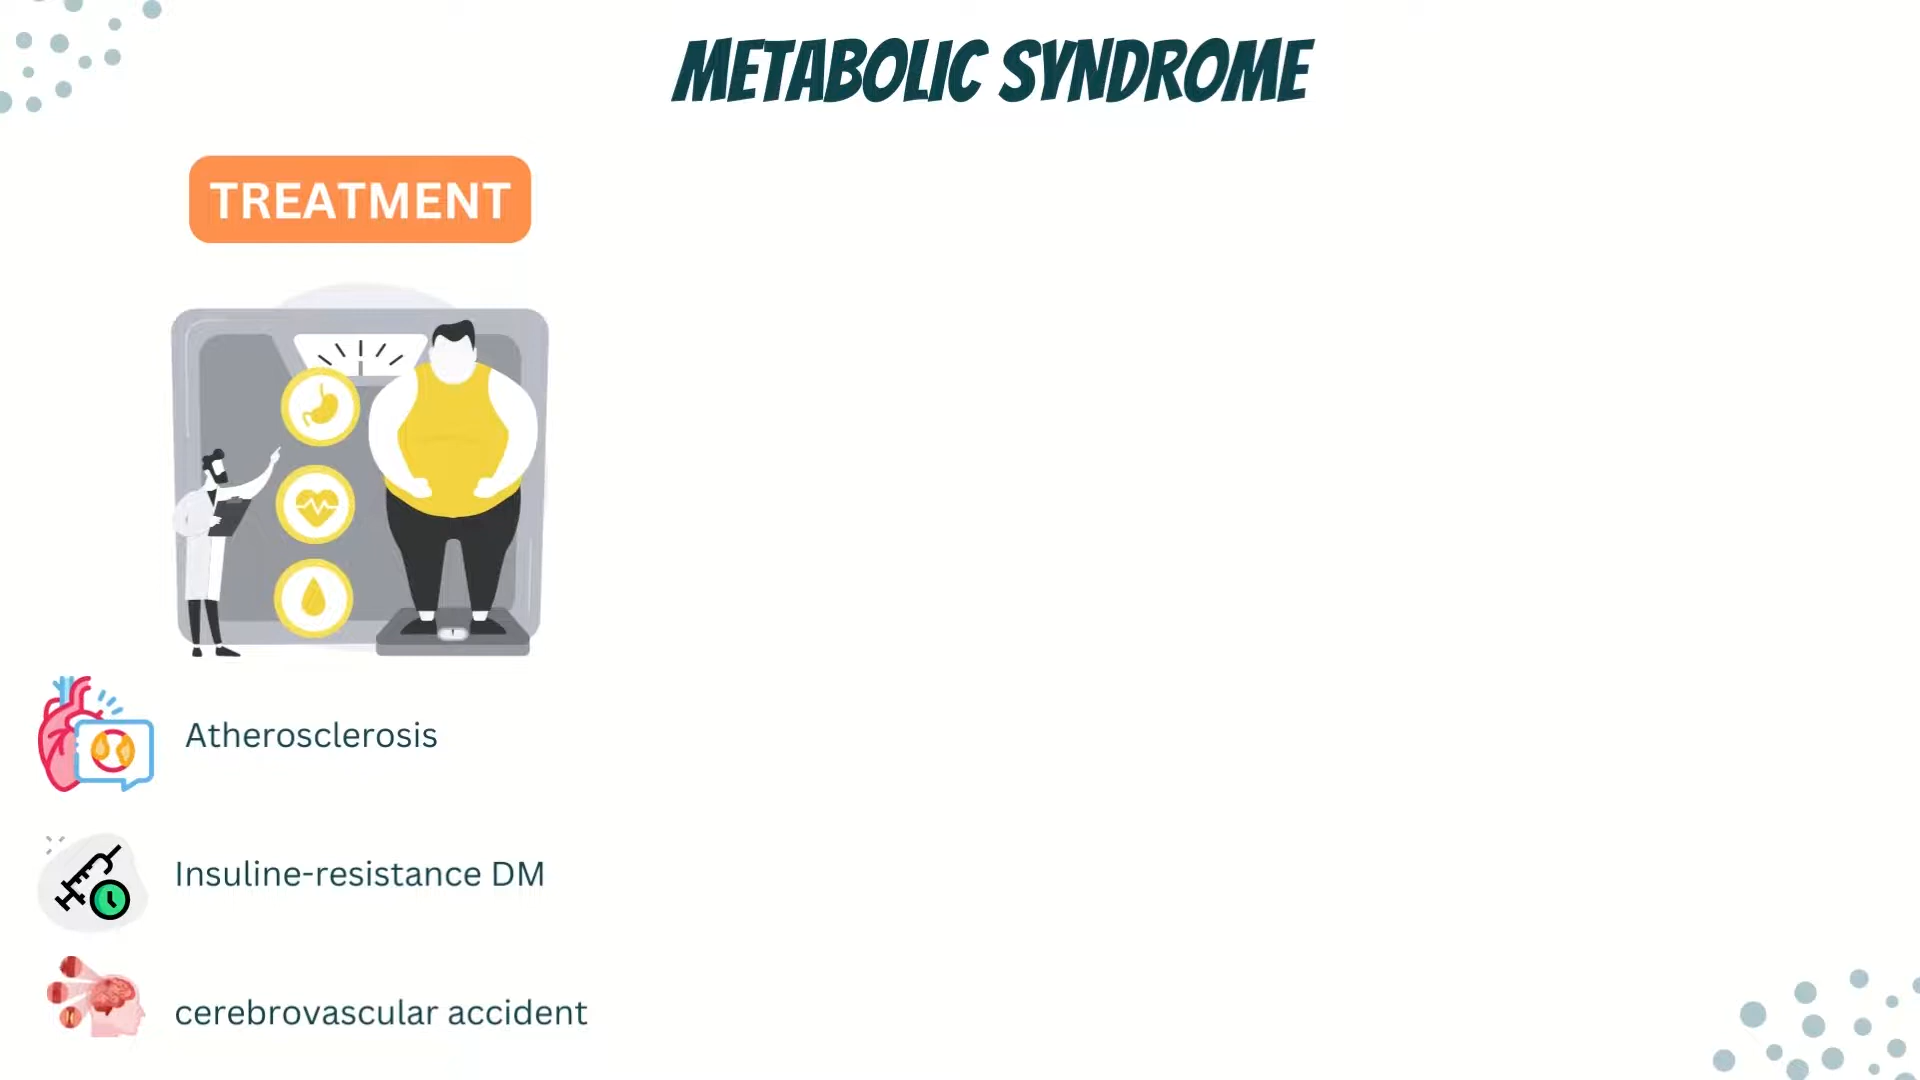 METABOLIC SYNDROME
TREATMENT
Atherosclerosis
Insuline-resistance DM
cerebrovascular accident